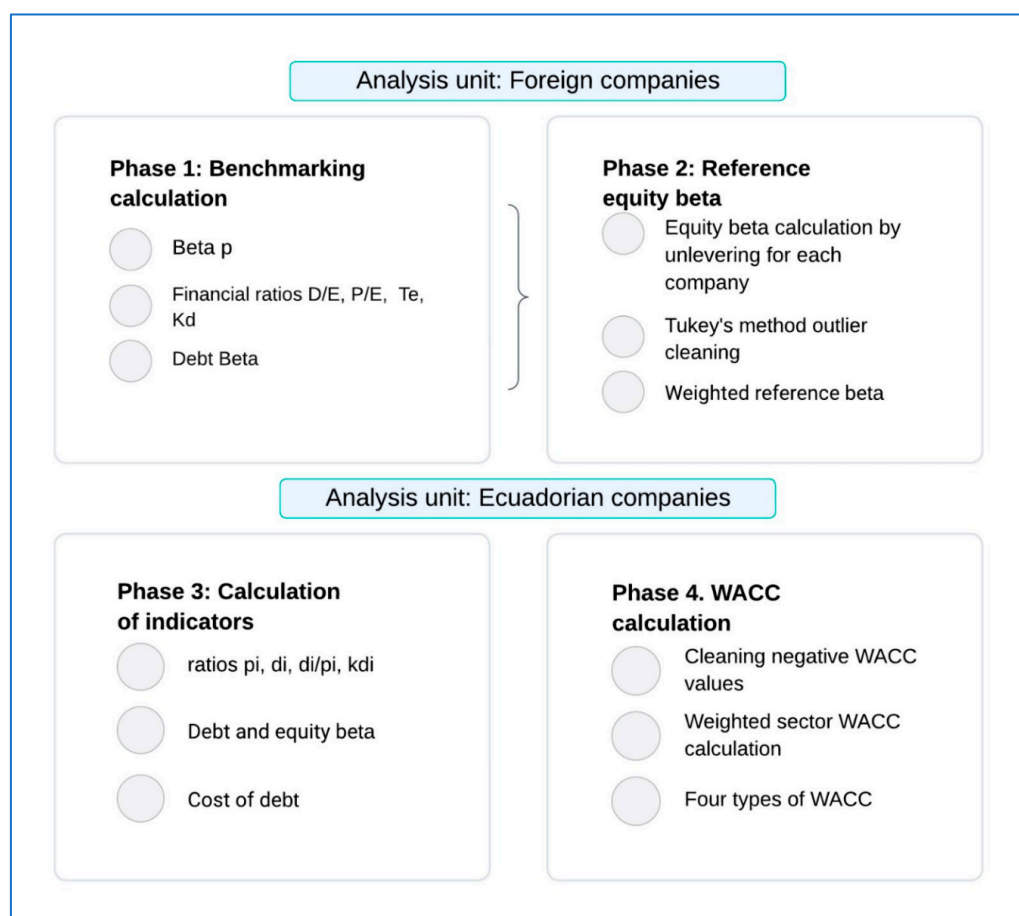 Analysis unit: Foreign companies
Phase 1: Benchmarking
calculation
Beta p
Financial ratios D/E, P/E, Te,
Kd
Debt Beta
Phase 2: Reference
equity beta
Equity beta calculation by
unlevering for each
company
Tukey's method outlier
cleaning
Weighted reference beta
Analysis unit: Ecuadorian companies
Phase 3: Calculation
of indicators
ratios pi, di, di/pi, kdi
Debt and equity beta
Cost of debt
Phase 4. WACC
calculation
Cleaning negative WACC
values
Weighted sector WACC
calculation
Four types of WACC